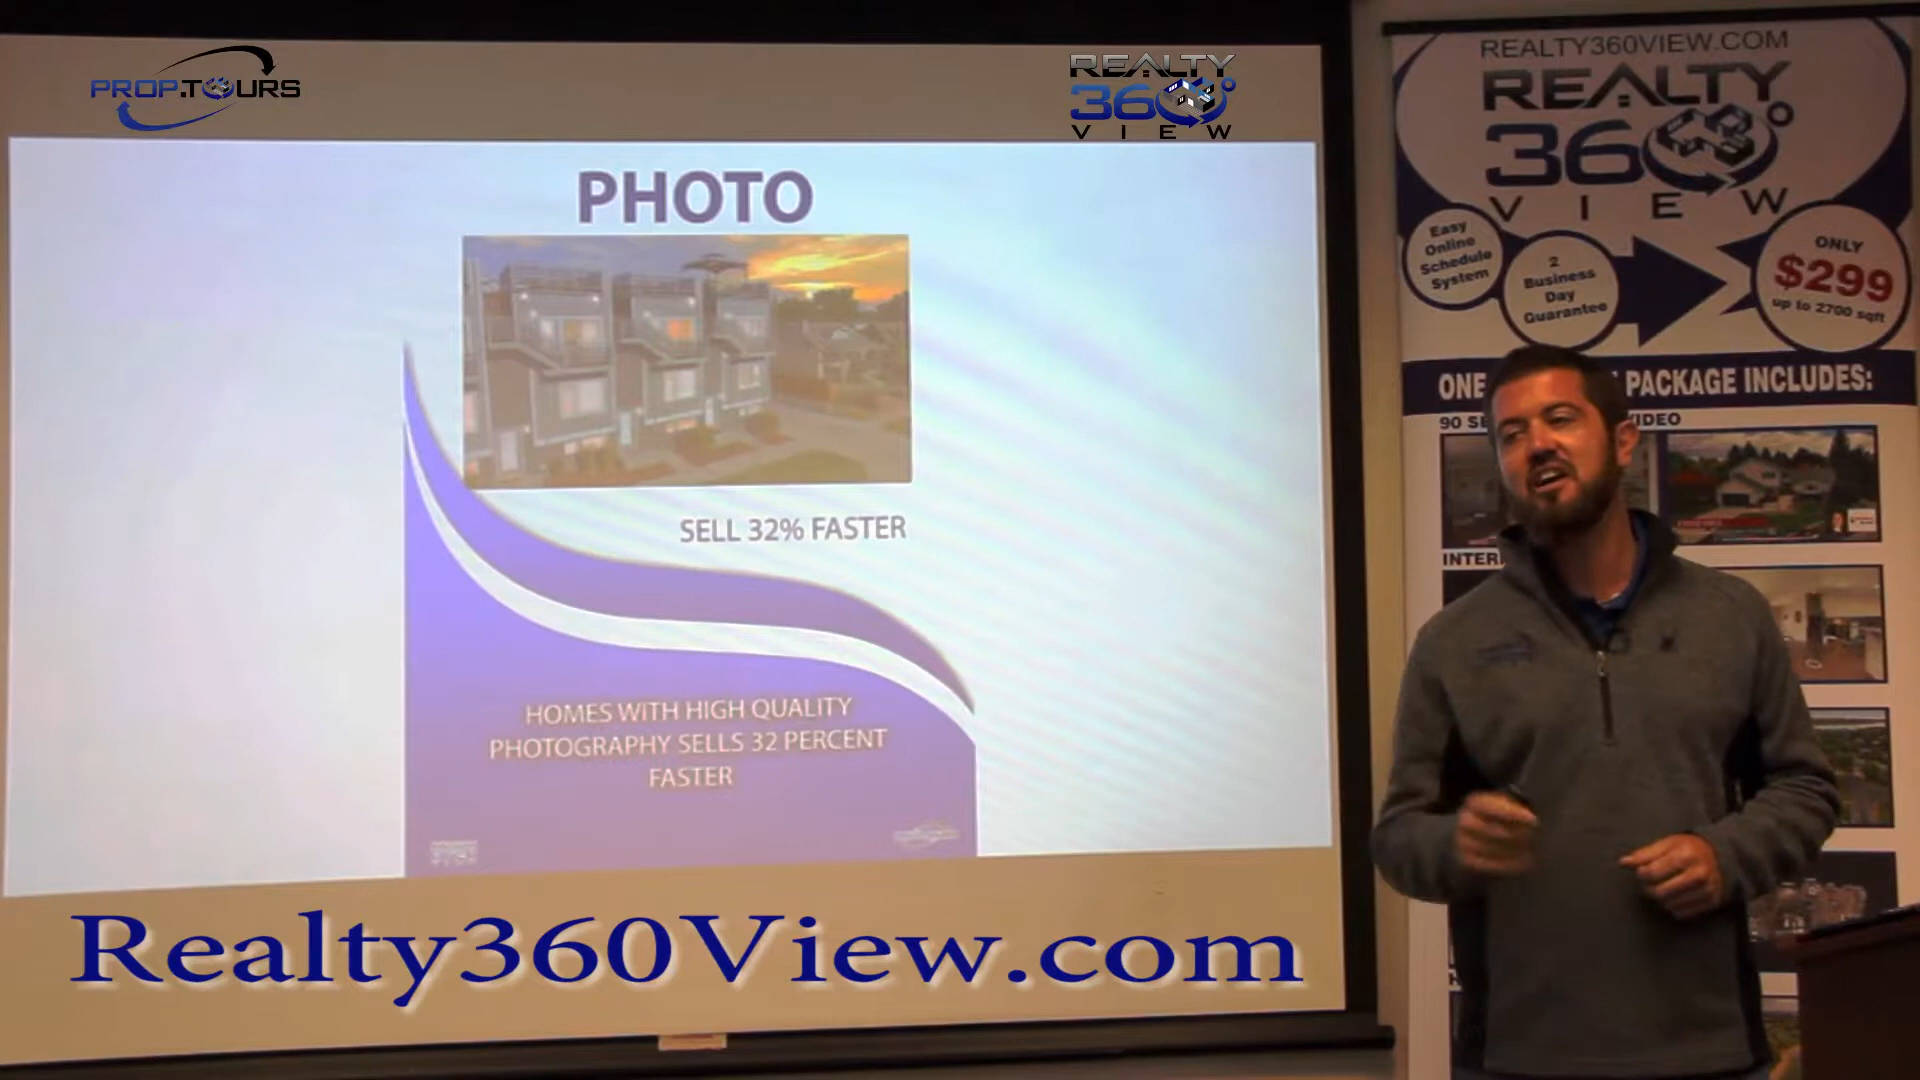 PROP.TOURS
REALTY
360°
VIEW
PHOTO
SELL 32% FASTER
HOMES WITH HIGH QUALITY
PHOTOGRAPHY SELLS 32 PERCENT
FASTER
Realty360View.com
REALTY360VIEW.COM
REALTY
360°
VIEW
Easy
Online
Schedule
System
2
Business
Day
Guarantee
ONLY
$299
up to 2700 sqft
ONE
PACKAGE INCLUDES:
90